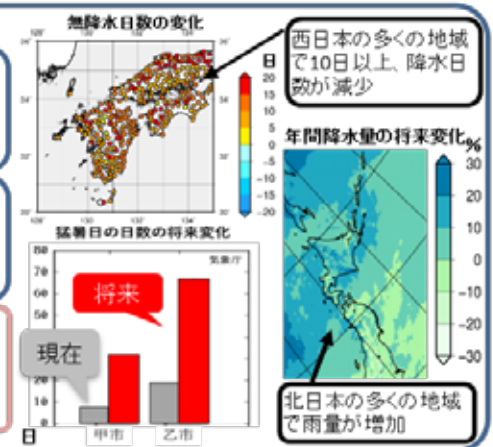 無降水日数の変化
西日本の多くの地域
で10日以上、降水日
数が減少
日
20
15
10
5
0
-5
-10
-15
-20
年間降水量の将来変化
%
30
20
10
0
-10
-20
-30
猛暑日の日数の将来変化
気象庁
80
70
60
将来
現在
10
0
日
甲市
乙市
北日本の多くの地域
で雨量が増加